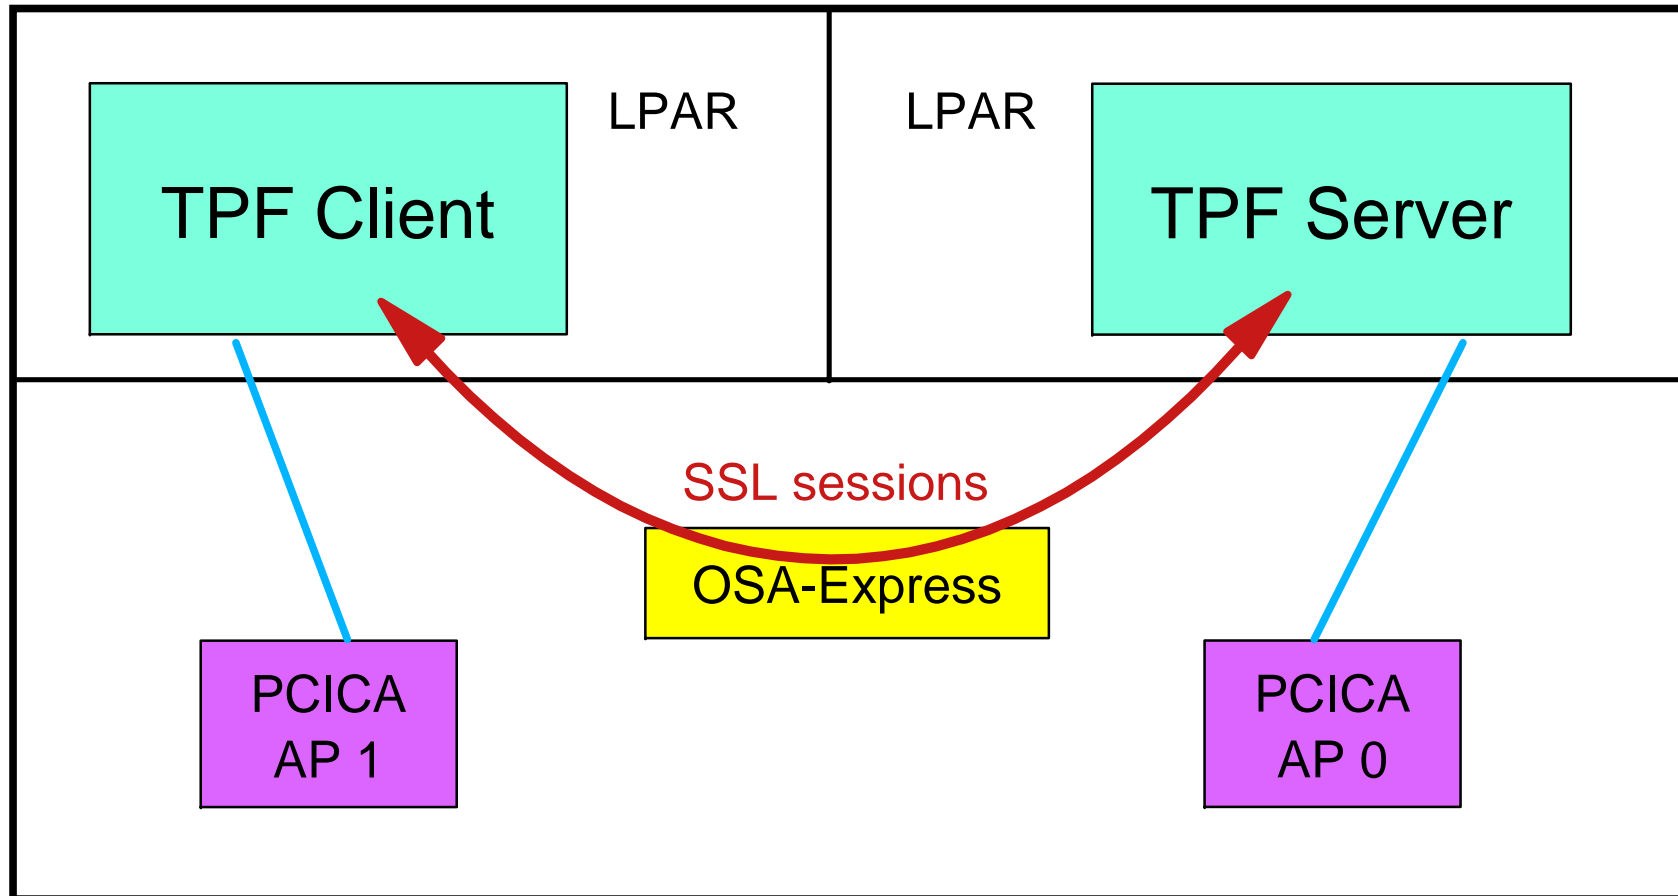 LPAR
LPAR
TPF Client
TPF Server
SSL sessions
OSA-Express
PCICA
AP 1
PCICA
AP 0